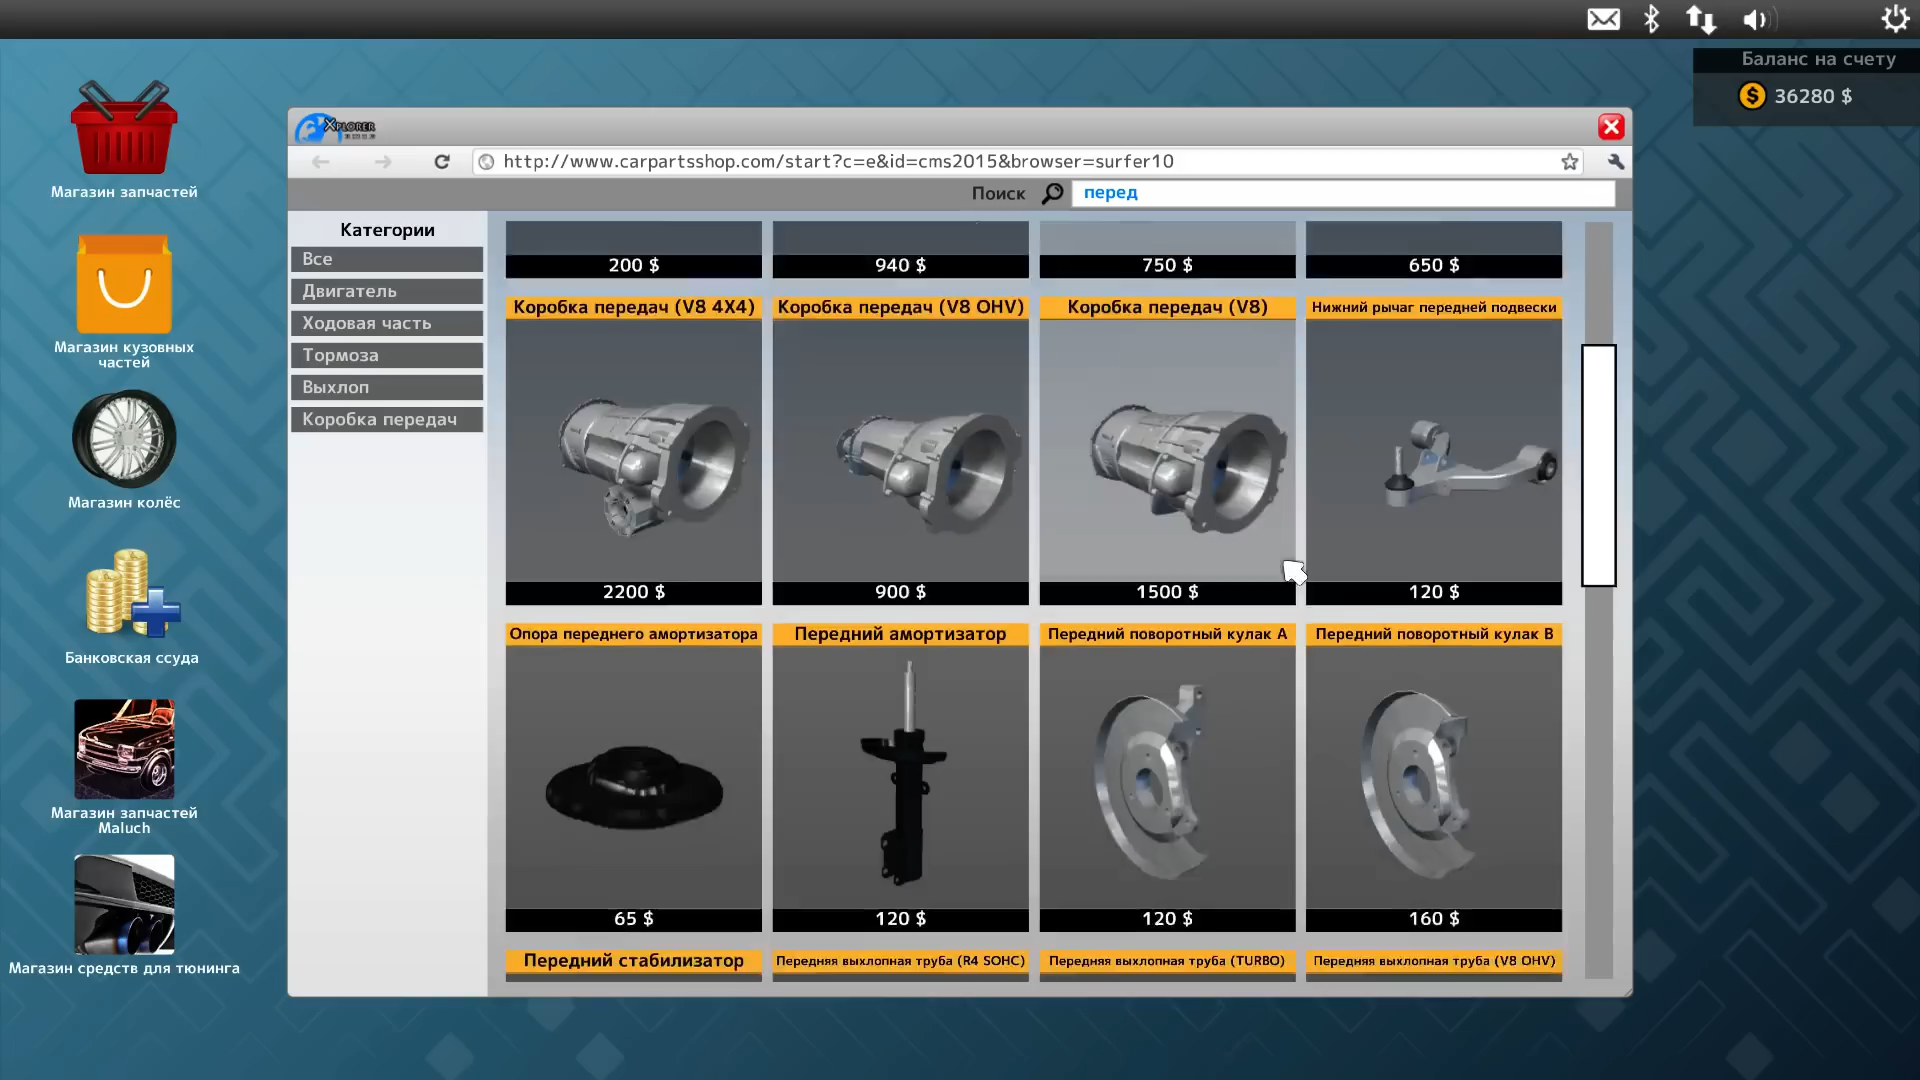 Баланс на счету
36280 $
XPLORER
http://www.carpartsshop.com/start?c=e&id=cms2015&browser=surfer10
Поиск
перед
Магазин запчастей
Магазин кузовных
частей
Магазин колёс
Банковская ссуда
Магазин запчастей
Maluch
Магазин средств для тюнинга
Категории
Все
Двигатель
Ходовая часть
Тормоза
Выхлоп
Коробка передач
200 $
940 $
750 $
650 $
Коробка передач (V8 4X4)
Коробка передач (V8 OHV)
Коробка передач (V8)
Нижний рычаг передней подвески
2200 $
900 $
1500 $
120 $
Опора переднего амортизатора
Передний амортизатор
Передний поворотный кулак A
Передний поворотный кулак B
65 $
120 $
120 $
160 $
Передний стабилизатор
Передняя выхлопная труба (R4 SOHC)
Передняя выхлопная труба (TURBO)
Передняя выхлопная труба (V8 OHV)